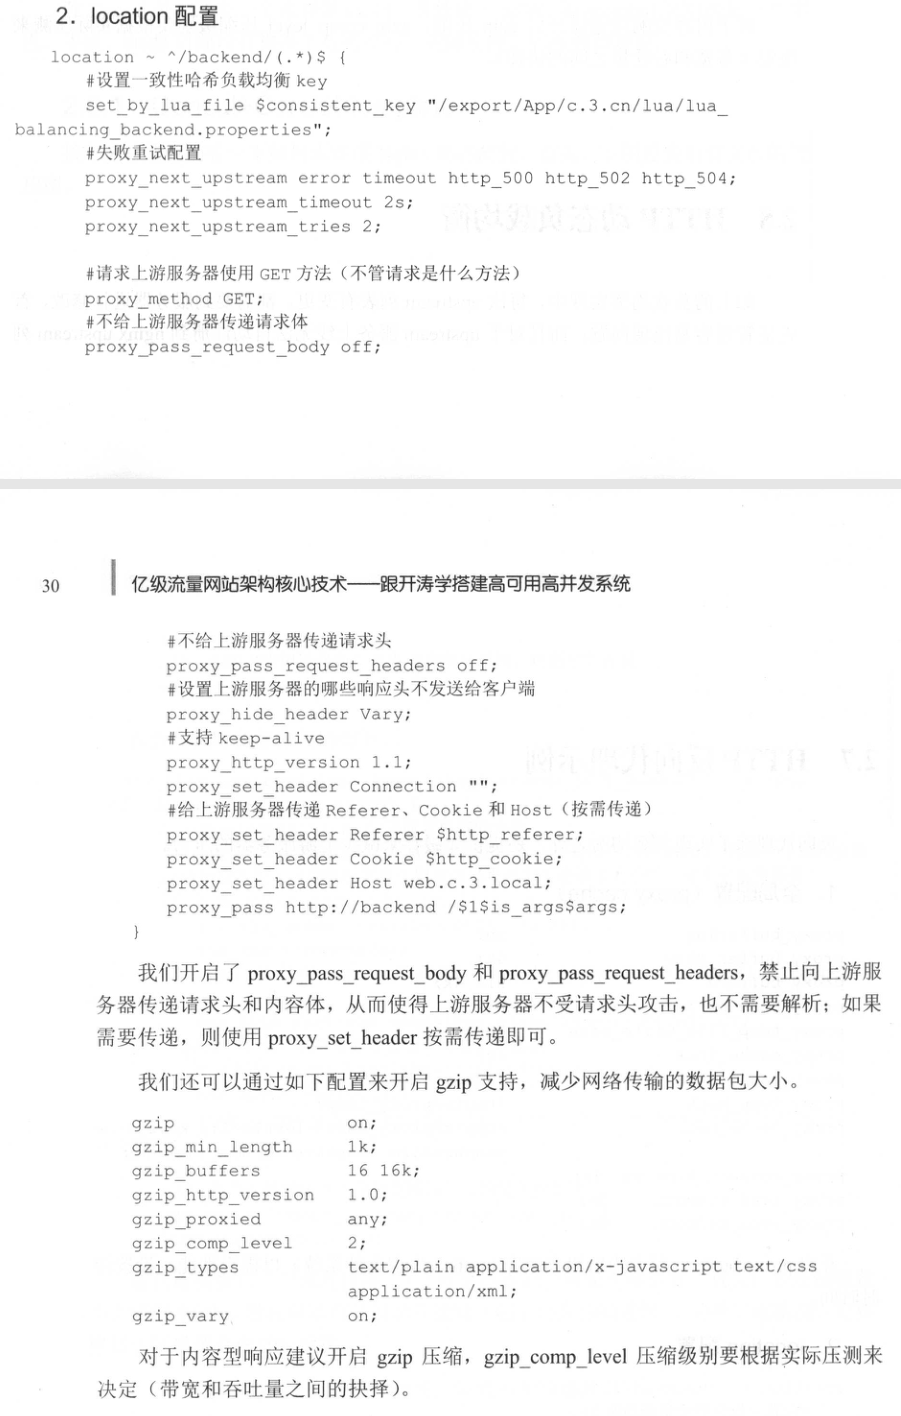 2. location 配置
location ~ ^/backend/(.*)$ {
#设置一致性哈希负载均衡 key
set_by_lua_file $consistent_key "/export/App/c.3.cn/lua/lua_
balancing_backend.properties";
#失败重试配置
proxy_next_upstream error timeout http_500 http_502 http_504;
proxy_next_upstream_timeout 2s;
proxy_next_upstream_tries 2;
#请求上游服务器使用 GET 方法（不管请求是什么方法）
proxy_method GET;
#不给上游服务器传递请求体
proxy_pass_request_body off;
30 亿级流量网站架构核心技术——跟开涛学搭建高可用高并发系统
#不给上游服务器传递请求头
proxy_pass_request_headers off;
#设置上游服务器的哪些响应头不发送给客户端
proxy_hide_header Vary;
#支持 keep-alive
proxy_http_version 1.1;
proxy_set_header Connection "";
#给上游服务器传递 Referer、Cookie 和 Host（按需传递）
proxy_set_header Referer $http_referer;
proxy_set_header Cookie $http_cookie;
proxy_set_header Host web.c.3.local;
proxy_pass http://backend /$1$is_args$args;
}
我们开启了 proxy_pass_request_body 和 proxy_pass_request_headers，禁止向上游服
务器传递请求头和内容体，从而使得上游服务器不受请求头攻击，也不需要解析；如果
需要传递，则使用 proxy_set_header 按需传递即可。
我们还可以通过如下配置来开启 gzip 支持，减少网络传输的数据包大小。
gzip on;
gzip_min_length 1k;
gzip_buffers 16 16k;
gzip_http_version 1.0;
gzip_proxied any;
gzip_comp_level 2;
gzip_types text/plain application/x-javascript text/css
application/xml;
gzip_vary on;
对于内容型响应建议开启 gzip 压缩，gzip_comp_level 压缩级别要根据实际压测来
决定（带宽和吞吐量之间的抉择）。